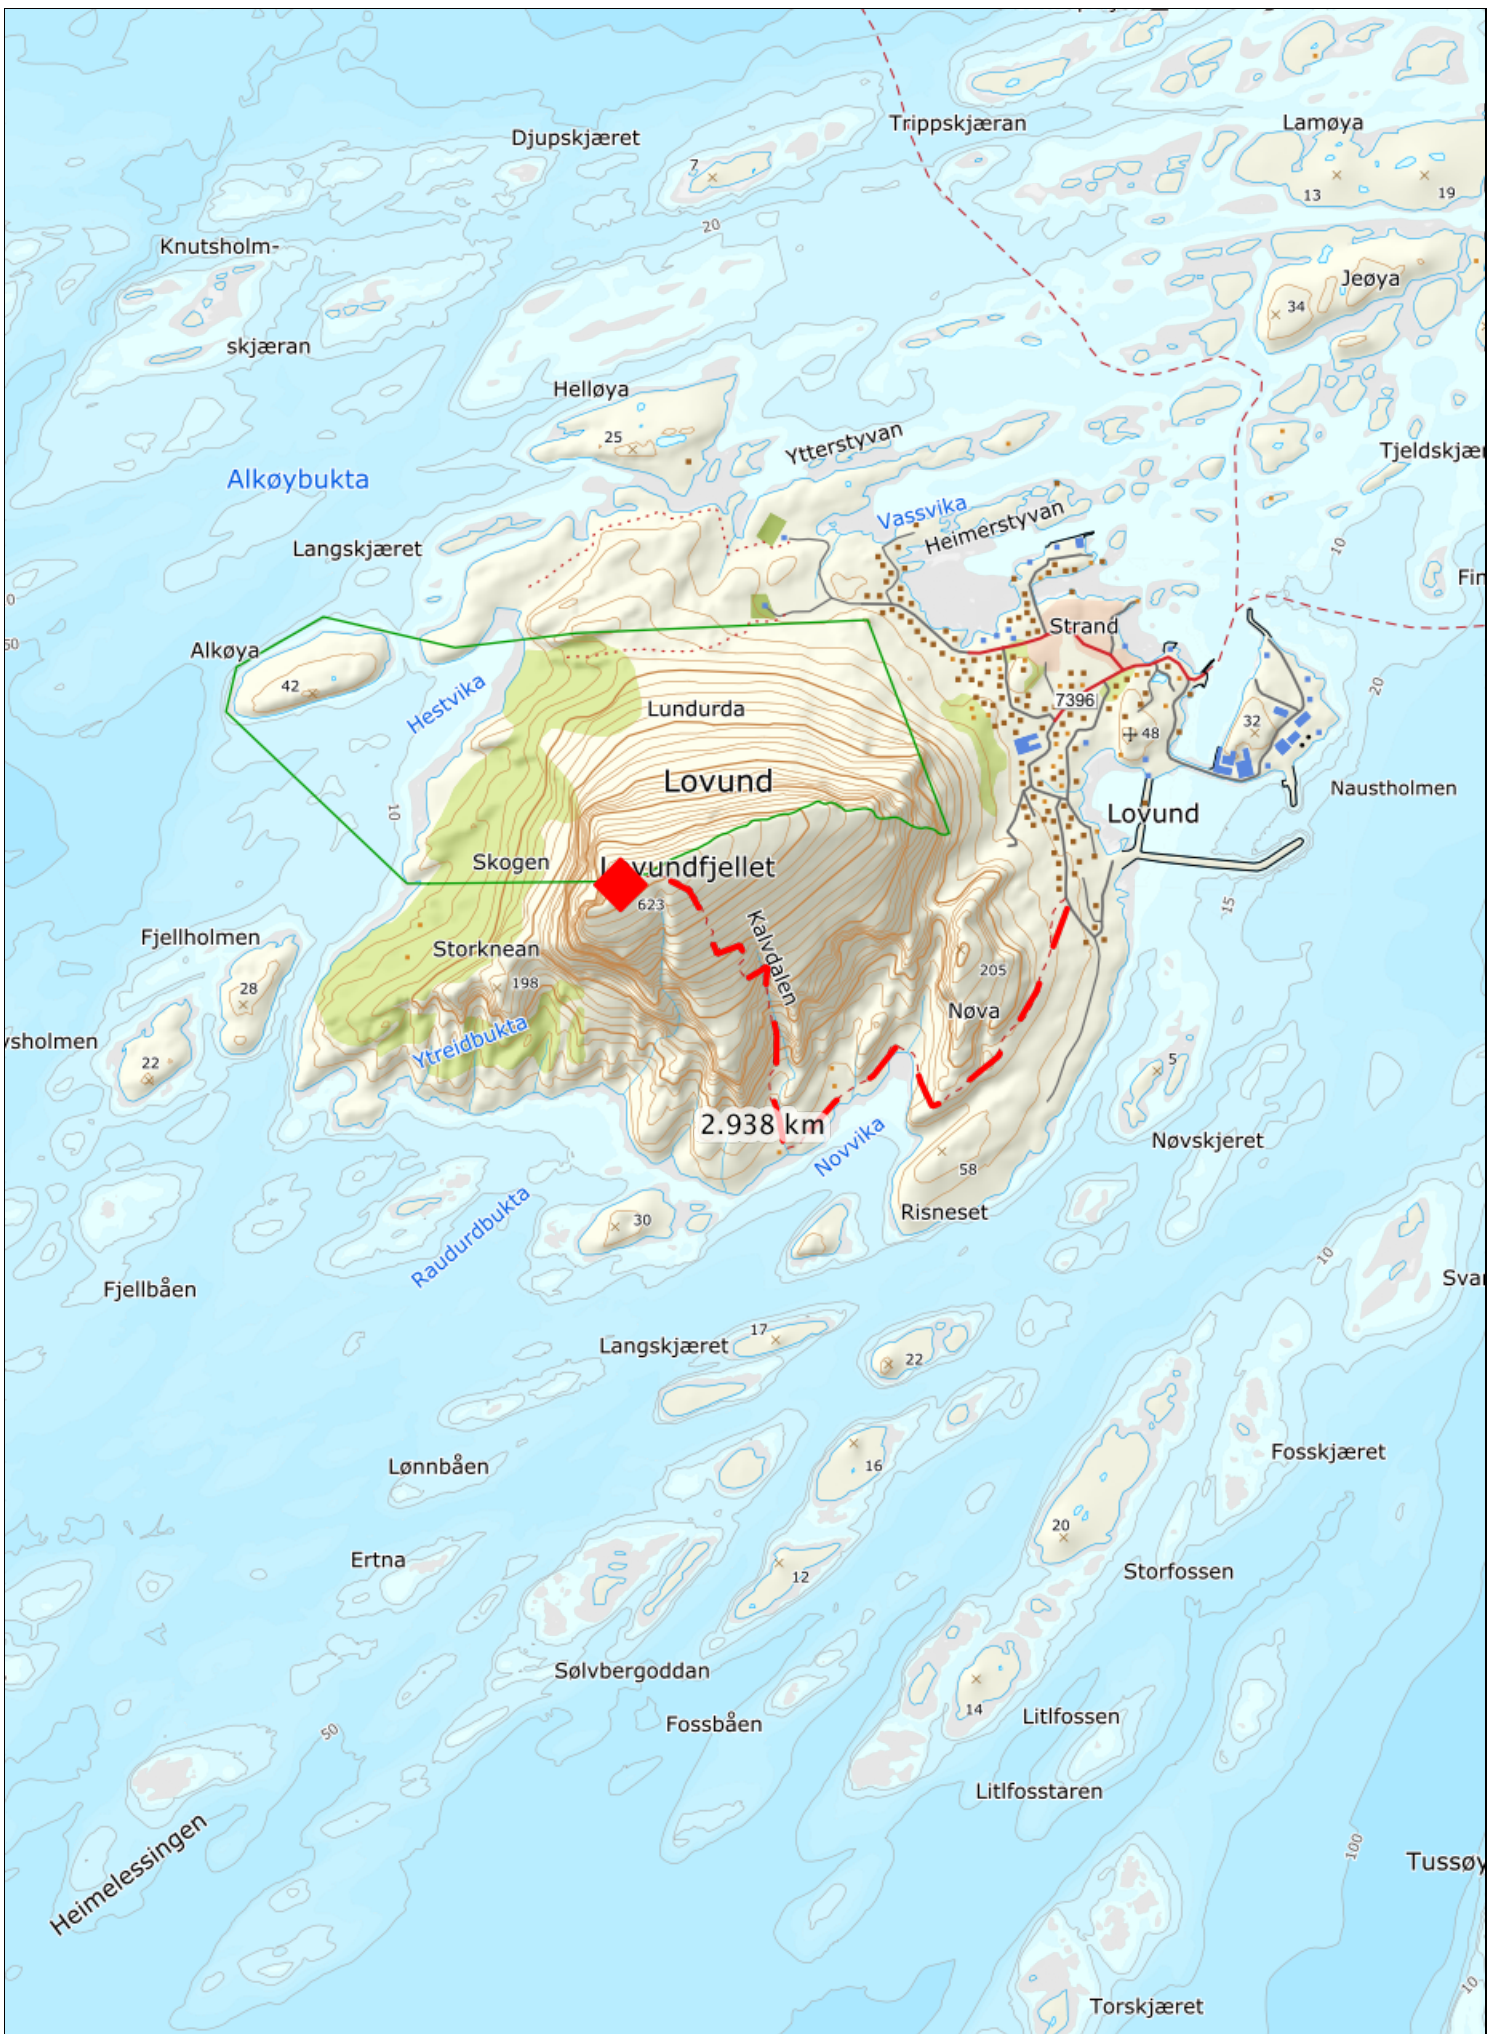 Trippskjæran
Lamøya
Djupskjæret
7
13
19
20
Knutsholm-
Jeøya
34
skjæran
Helløya
25
Ytterstyvan
Tjeldskjær
Alkøybukta
Vassvika
Heimerstyvan
Langskjæret
10
Fin
0
Strand
50
Alkøya
42
Hestvika
20
7396
Lundurda
32
48
Lovund
Naustholmen
10
Lovund
Skogen
Lovundfjellet
623
15
Kalvdalen
Fjellholmen
Storknean
205
198
28
Nøva
Ytreidbukta
vsholmen
22
5
2.938 km
Novvika
Nøvskjeret
58
Risneset
30
Raudurdbukta
10
Svar
Fjellbåen
17
Langskjæret
22
Fosskjæret
Lønnbåen
16
20
Ertna
12
Storfossen
Sølvbergoddan
14
Litlfossen
Fossbåen
50
Litlfosstaren
Heimelessingen
100
Tussøy
10
Torskjæret